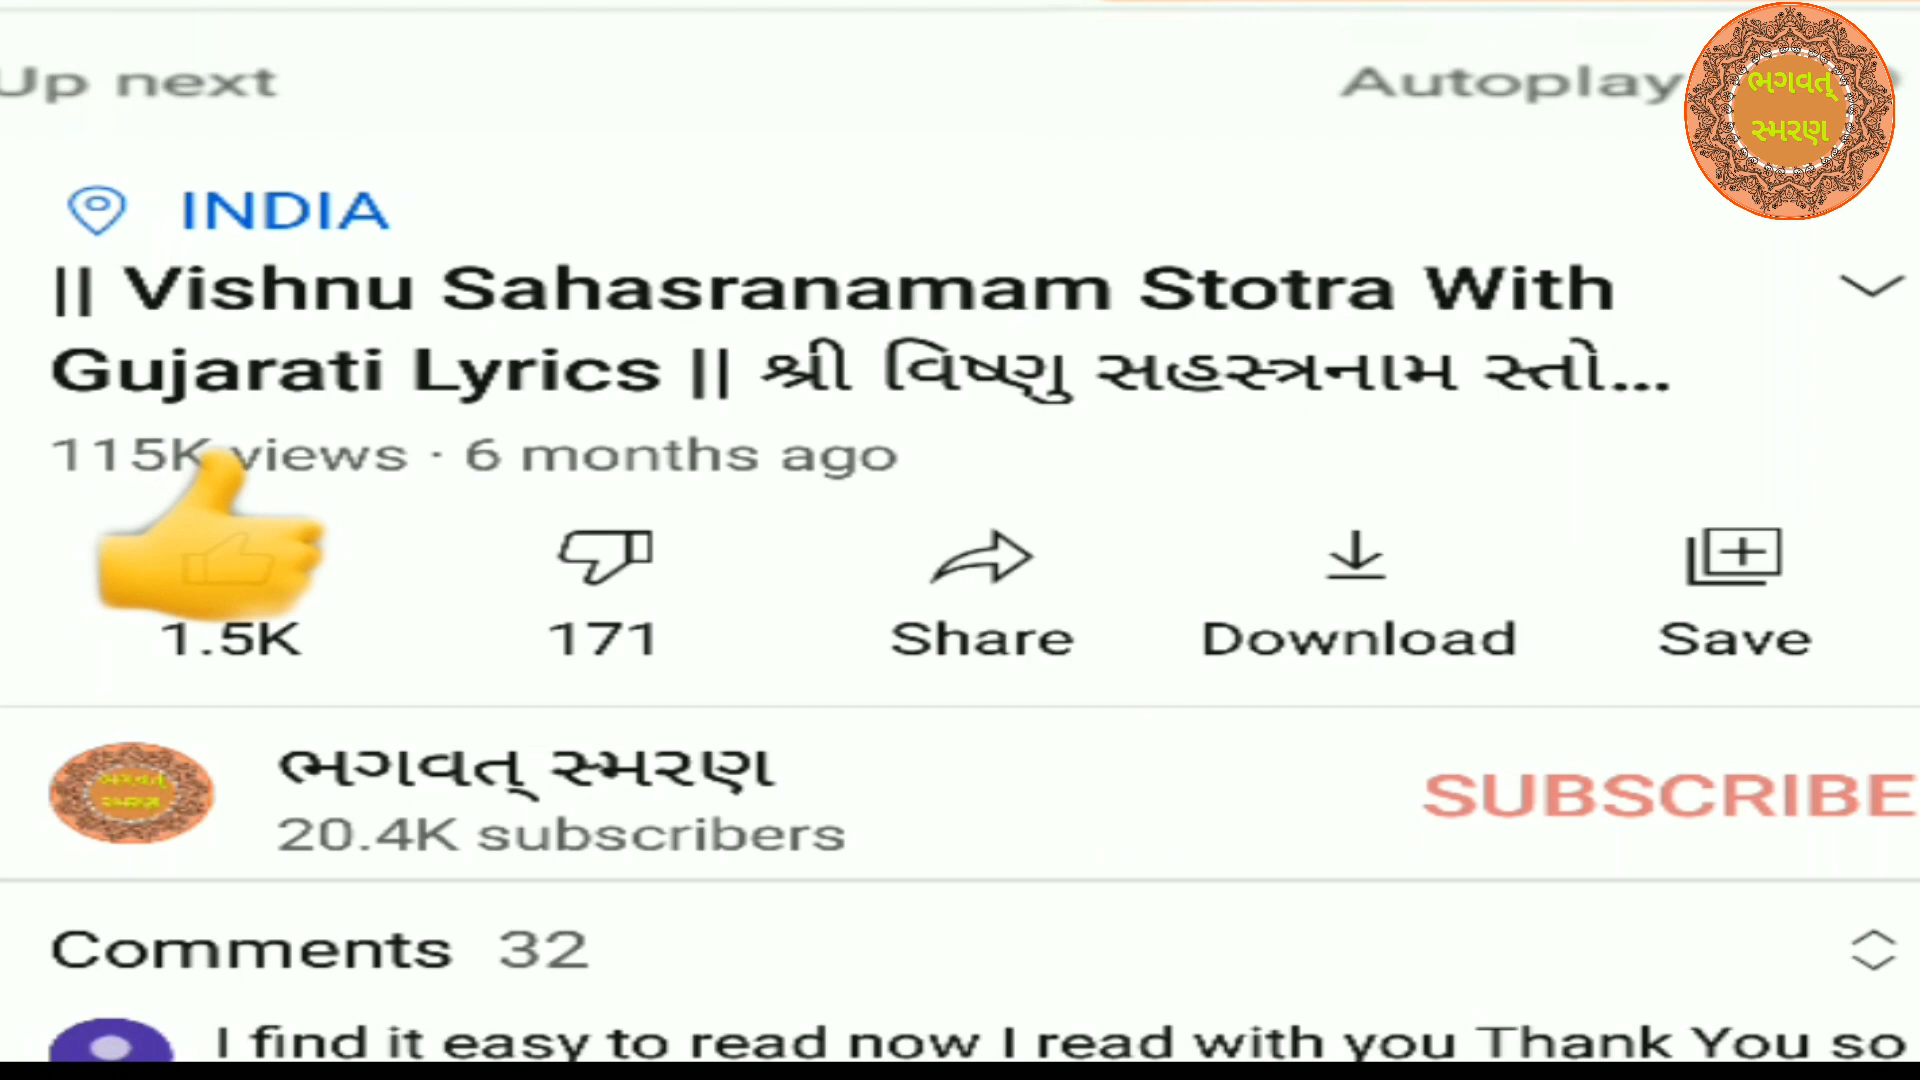 Up next
Autoplay
ભગવત્
સ્મરણ
INDIA
|| Vishnu Sahasranamam Stotra With
Gujarati Lyrics || શ્રી વિષ્ણુ સહસ્ત્રનામ સ્તો...
115K views · 6 months ago
1.5K
171
Share
Download
Save
ભગવત્
સ્મરણ
ભગવત્ સ્મરણ
20.4K subscribers
SUBSCRIBE
Comments 32
I find it easy to read now I read with you Thank You so